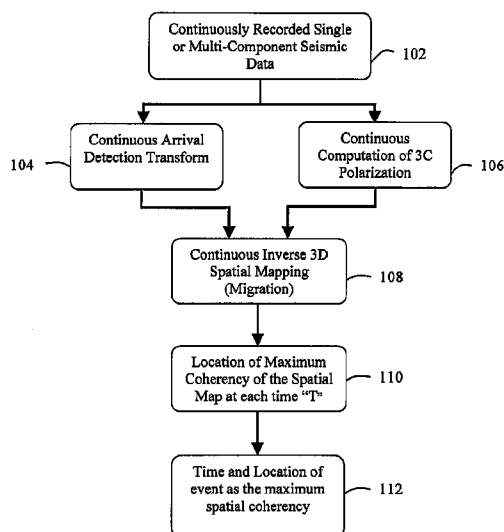 Continuously Recorded Single
or Multi-Component Seismic
Data
102
Continuous Arrival
Detection Transform
104
Continuous
Computation of 3C
Polarization
106
Continuous Inverse 3D
Spatial Mapping
(Migration)
108
Location of Maximum
Coherency of the Spatial
Map at each time "T"
110
Time and Location of
event as the maximum
spatial coherency
112